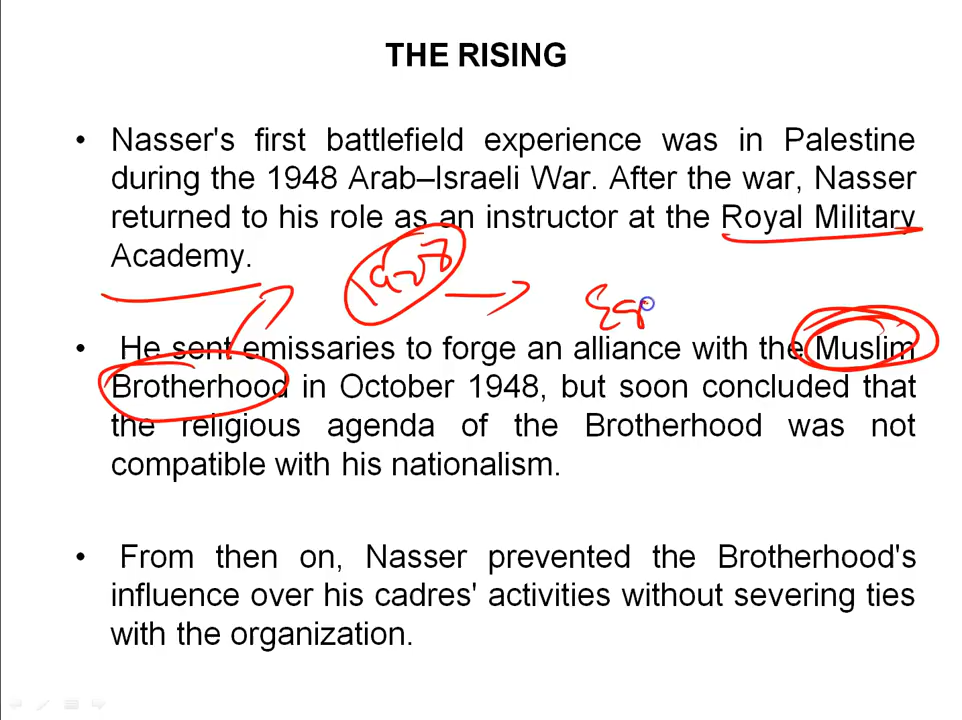 THE RISING
• Nasser's first battlefield experience was in Palestine
during the 1948 Arab–Israeli War. After the war, Nasser
returned to his role as an instructor at the Royal Military
Academy.
• He sent emissaries to forge an alliance with the Muslim
Brotherhood in October 1948, but soon concluded that
the religious agenda of the Brotherhood was not
compatible with his nationalism.
• From then on, Nasser prevented the Brotherhood's
influence over his cadres' activities without severing ties
with the organization.